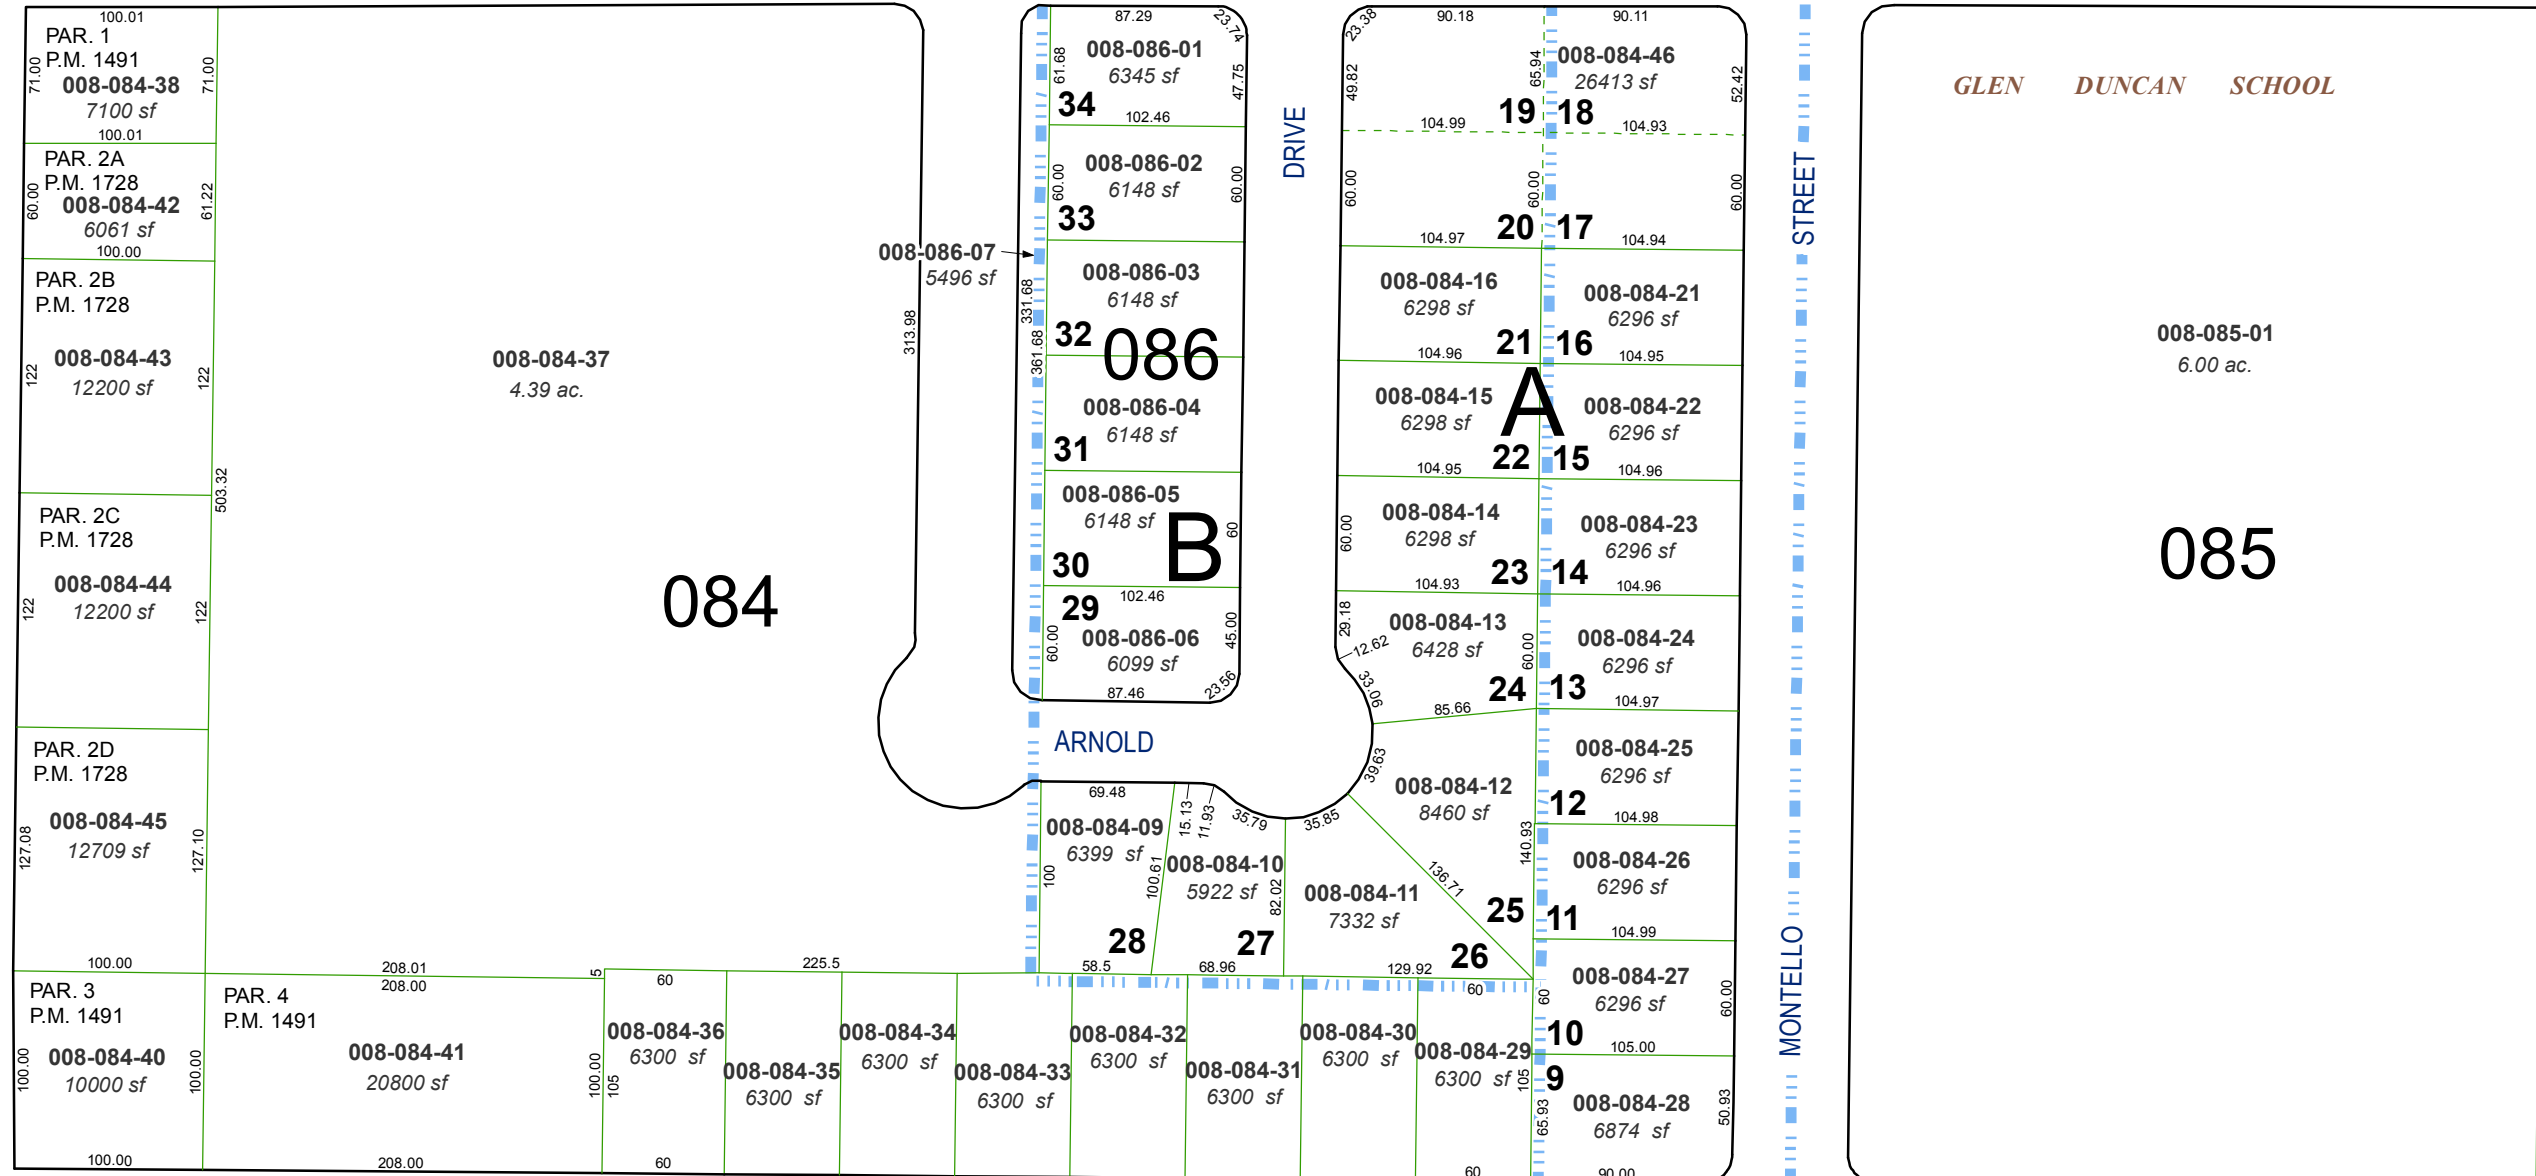 100.01
PAR. 1
P.M. 1491
008-084-38
7100 sf
71.00
71.00
100.01
PAR. 2A
P.M. 1728
008-084-42
6061 sf
60.00
61.22
100.00
PAR. 2B
P.M. 1728
008-084-43
12200 sf
122
122
PAR. 2C
P.M. 1728
008-084-44
12200 sf
122
122
503.32
PAR. 2D
P.M. 1728
008-084-45
12709 sf
127.08
127.10
100.00
PAR. 3
P.M. 1491
008-084-40
10000 sf
100.00
100.00
100.00
008-084-37
4.39 ac.
084
313.98
208.01
208.00
PAR. 4
P.M. 1491
008-084-41
20800 sf
100.00
208.00
5
225.5
60
008-084-36
6300 sf
105
60
008-084-35
6300 sf
008-084-34
6300 sf
008-084-33
6300 sf
008-084-32
6300 sf
008-084-31
6300 sf
008-084-30
6300 sf
60
008-084-29
6300 sf
105
60
008-086-07
5496 sf
331.68
361.68
87.29
23.74
008-086-01
6345 sf
61.68
47.75
34
102.46
008-086-02
6148 sf
60.00
60.00
33
008-086-03
6148 sf
32
086
008-086-04
6148 sf
31
008-086-05
6148 sf
60
B
30
102.46
29
008-086-06
6099 sf
60.00
45.00
87.46
23.56
ARNOLD
DRIVE
69.48
15.13
11.93
35.79
35.85
008-084-09
6399 sf
100
100.61
28
58.5
008-084-10
5922 sf
82.02
27
68.96
008-084-11
7332 sf
136.71
26
129.92
008-084-12
8460 sf
39.63
140.93
25
23.38
90.18
90.11
49.82
65.94
008-084-46
26413 sf
52.42
19
18
104.99
104.93
60.00
60.00
60.00
20
17
104.97
104.94
008-084-16
6298 sf
21
104.96
008-084-21
6296 sf
16
104.95
A
008-084-15
6298 sf
22
104.95
008-084-22
6296 sf
15
104.96
008-084-14
6298 sf
60.00
23
104.93
008-084-23
6296 sf
14
104.96
008-084-13
6428 sf
29.18
12.62
33.06
60.00
24
85.66
008-084-24
6296 sf
13
104.97
008-084-25
6296 sf
12
104.98
008-084-26
6296 sf
11
104.99
008-084-27
6296 sf
60
60.00
10
105.00
9
008-084-28
6874 sf
65.93
50.93
90.00
MONTELLO STREET
GLEN DUNCAN SCHOOL
008-085-01
6.00 ac.
085